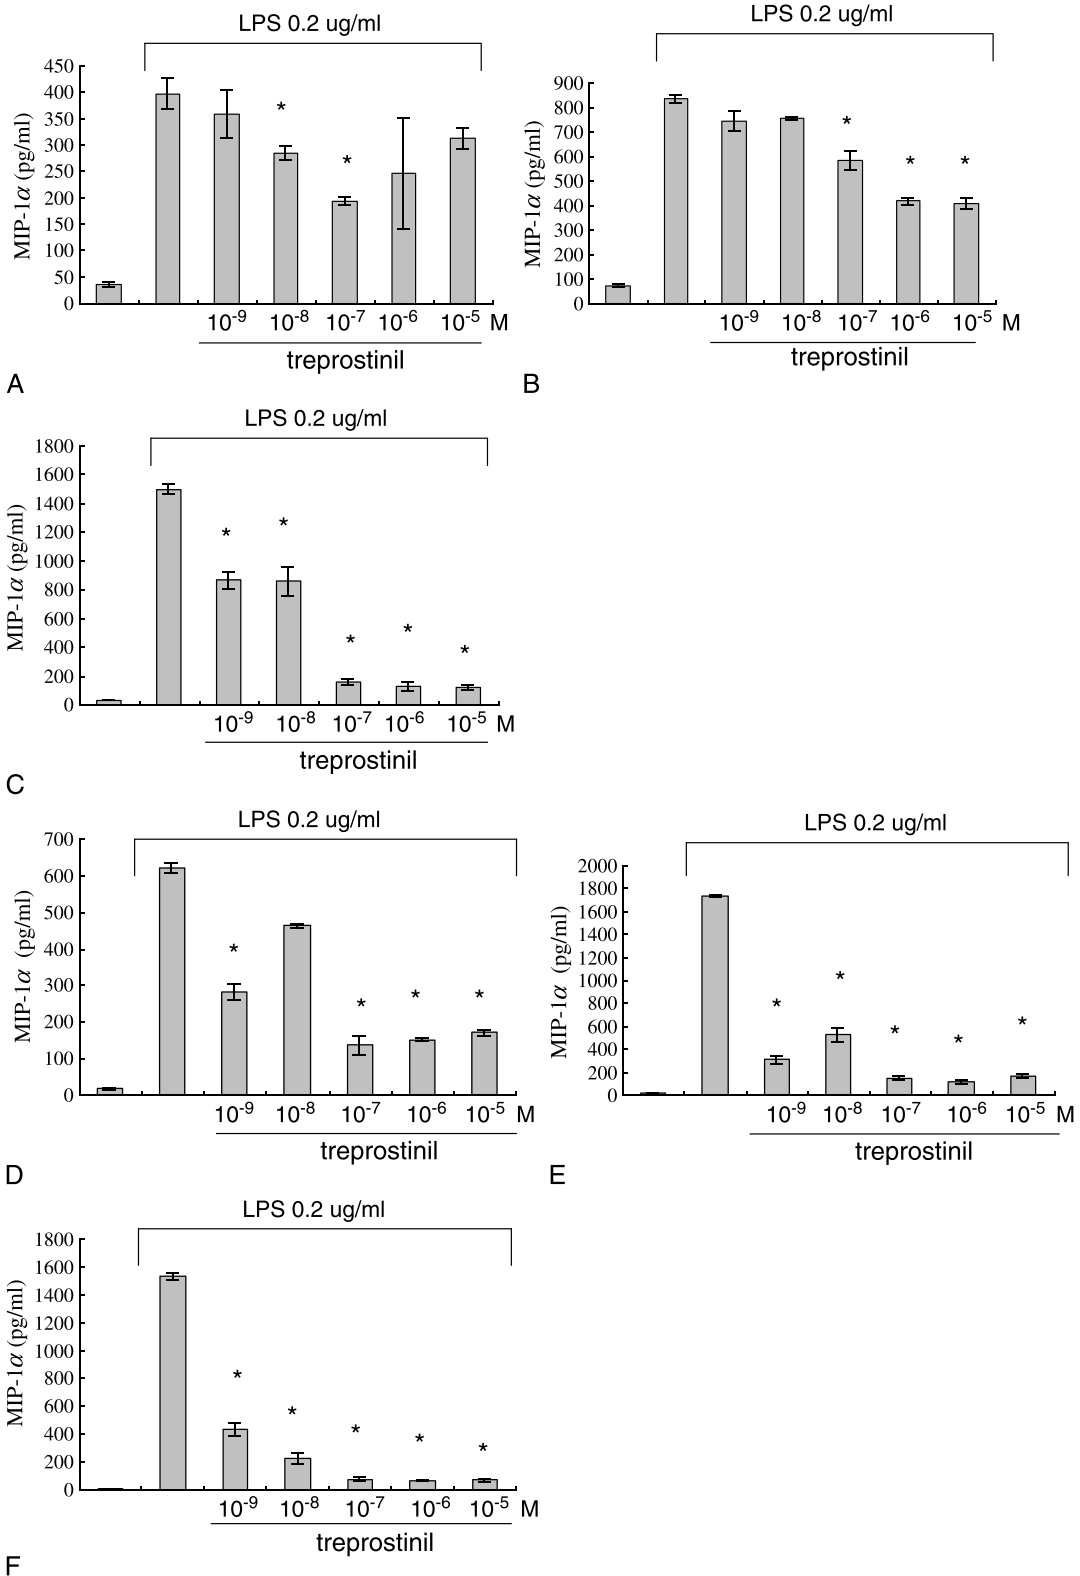 LPS 0.2 ug/ml
MIP-1α (pg/ml)
450
400
350
300
250
200
150
100
50
0
* *
10-9 10-8 10-7 10-6 10-5 M
treprostinil
A
LPS 0.2 ug/ml
MIP-1α (pg/ml)
900
800
700
600
500
400
300
200
100
0
* * *
10-9 10-8 10-7 10-6 10-5 M
treprostinil
B
LPS 0.2 ug/ml
MIP-1α (pg/ml)
1800
1600
1400
1200
1000
800
600
400
200
0
* * * * *
10-9 10-8 10-7 10-6 10-5 M
treprostinil
C
LPS 0.2 ug/ml
MIP-1α (pg/ml)
700
600
500
400
300
200
100
0
* * * *
10-9 10-8 10-7 10-6 10-5 M
treprostinil
D
LPS 0.2 ug/ml
MIP-1α (pg/ml)
2000
1800
1600
1400
1200
1000
800
600
400
200
0
* * * * *
10-9 10-8 10-7 10-6 10-5 M
treprostinil
E
LPS 0.2 ug/ml
MIP-1α (pg/ml)
1800
1600
1400
1200
1000
800
600
400
200
0
* * * * *
10-9 10-8 10-7 10-6 10-5 M
treprostinil
F